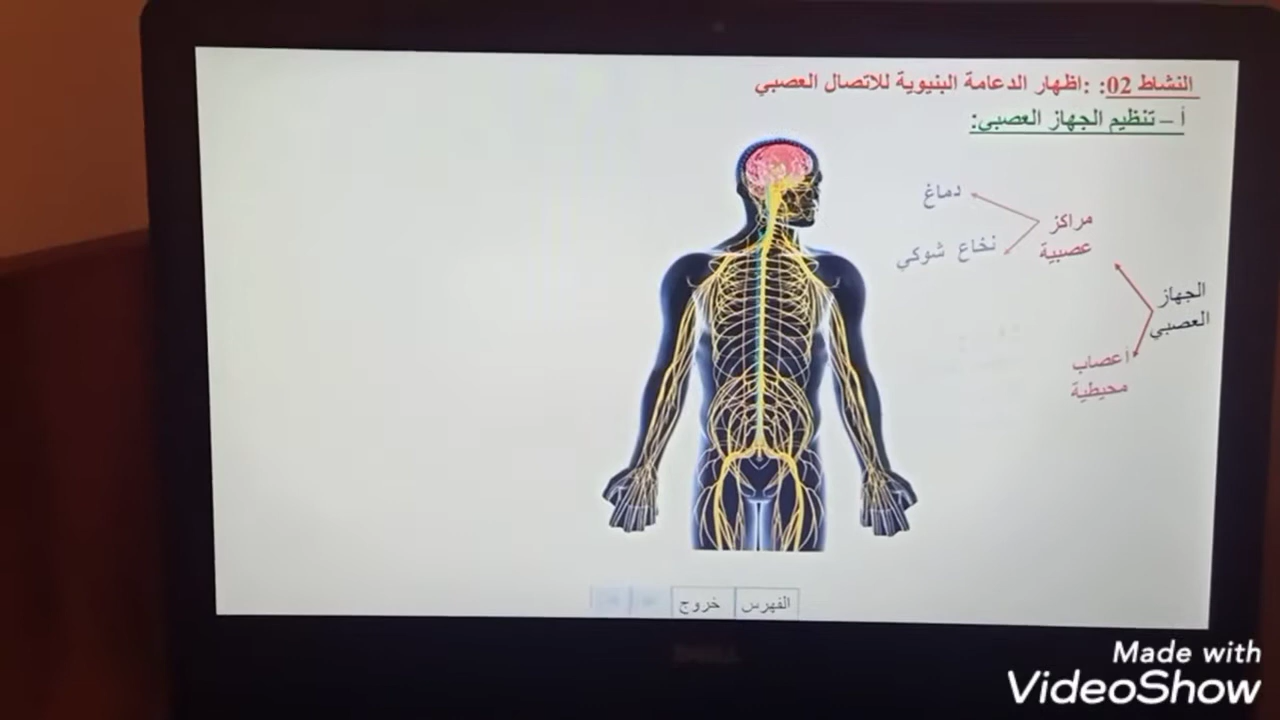 النشاط 02: :اظهار الدعامة البنيوية للاتصال العصبي
أ – تنظيم الجهاز العصبي:
دماغ
مراكز
عصبية
نخاع شوكي
الجهاز
العصبي
أعصاب
محيطية
الفهرس
خروج
DELL
Made with
VideoShow